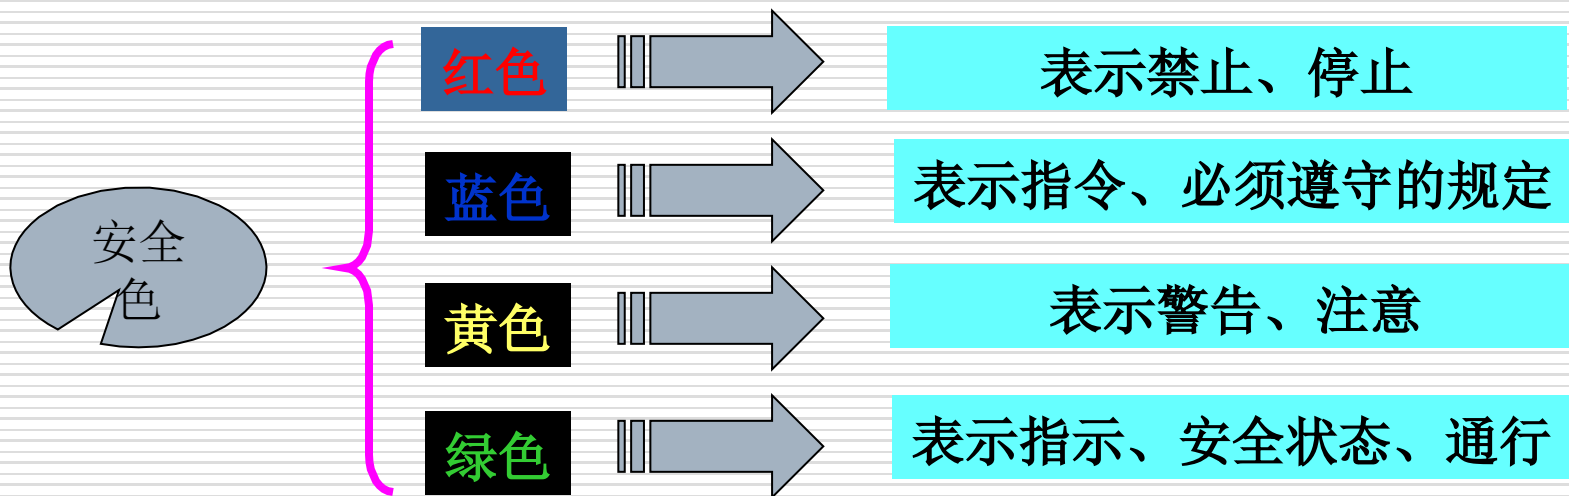 安全
色
红色
表示禁止、停止
蓝色
表示指令、必须遵守的规定
黄色
表示警告、注意
绿色
表示指示、安全状态、通行